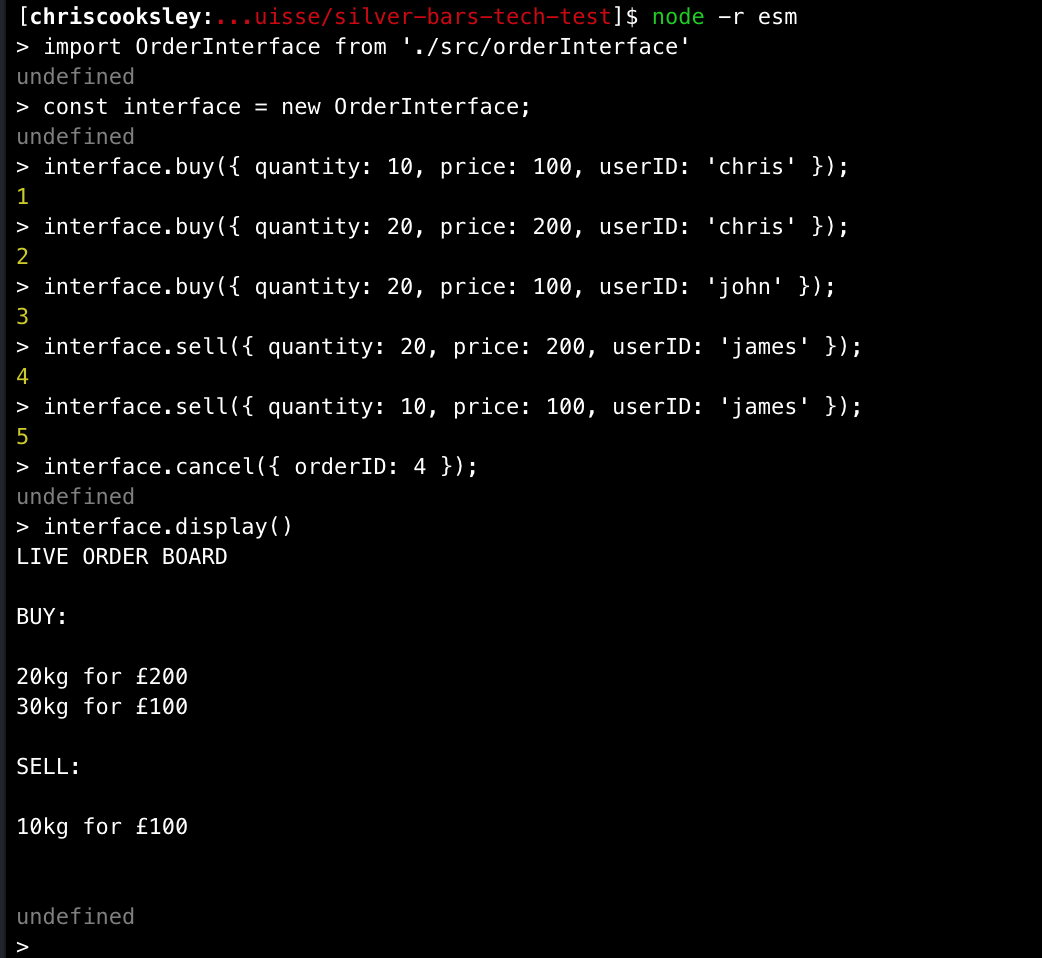 [chriscooksley:...uisse/silver-bars-tech-test]$ node -r esm
> import OrderInterface from './src/orderInterface'
undefined
> const interface = new OrderInterface;
undefined
> interface.buy({ quantity: 10, price: 100, userID: 'chris' });
1
> interface.buy({ quantity: 20, price: 200, userID: 'chris' });
2
> interface.buy({ quantity: 20, price: 100, userID: 'john' });
3
> interface.sell({ quantity: 20, price: 200, userID: 'james' });
4
> interface.sell({ quantity: 10, price: 100, userID: 'james' });
5
> interface.cancel({ orderID: 4 });
undefined
> interface.display()
LIVE ORDER BOARD
BUY:
20kg for £200
30kg for £100
SELL:
10kg for £100
undefined
>